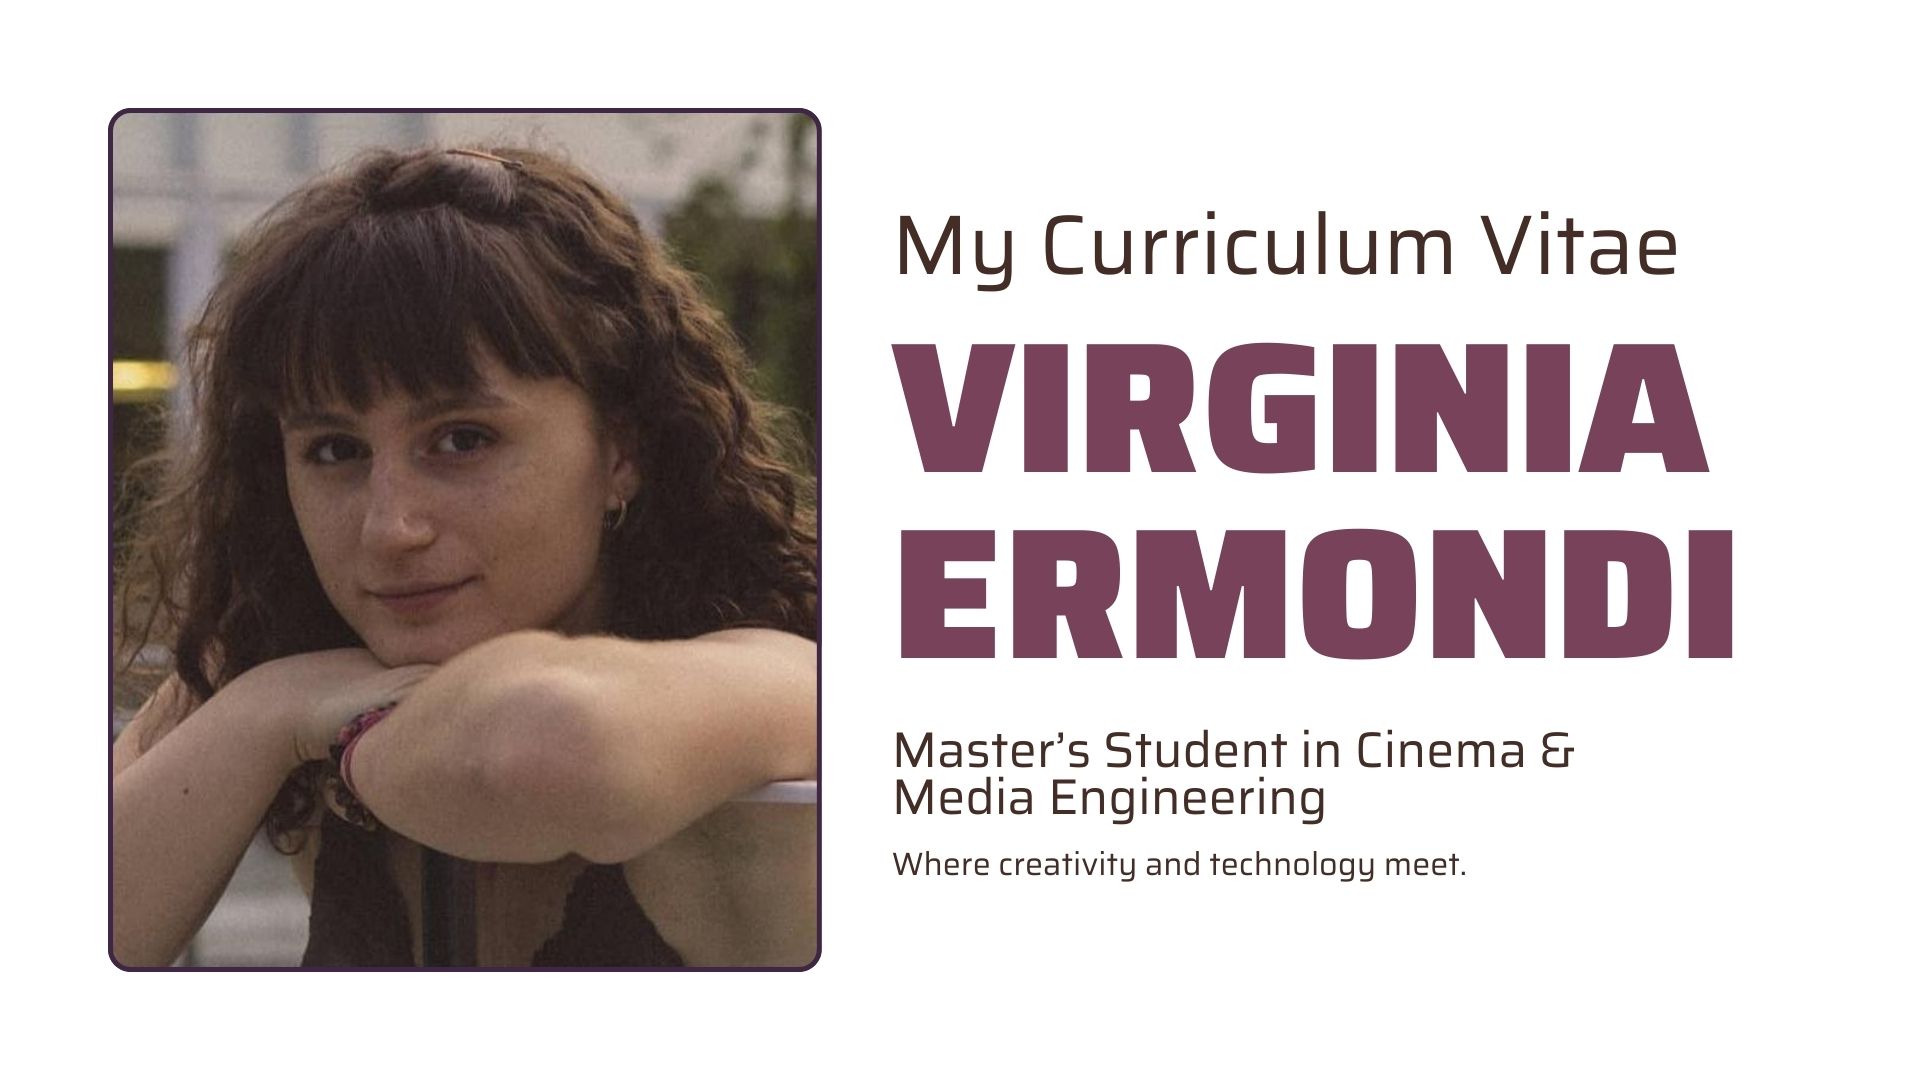 My Curriculum Vitae
VIRGINIA
ERMONDI
Master’s Student in Cinema &
Media Engineering
Where creativity and technology meet.